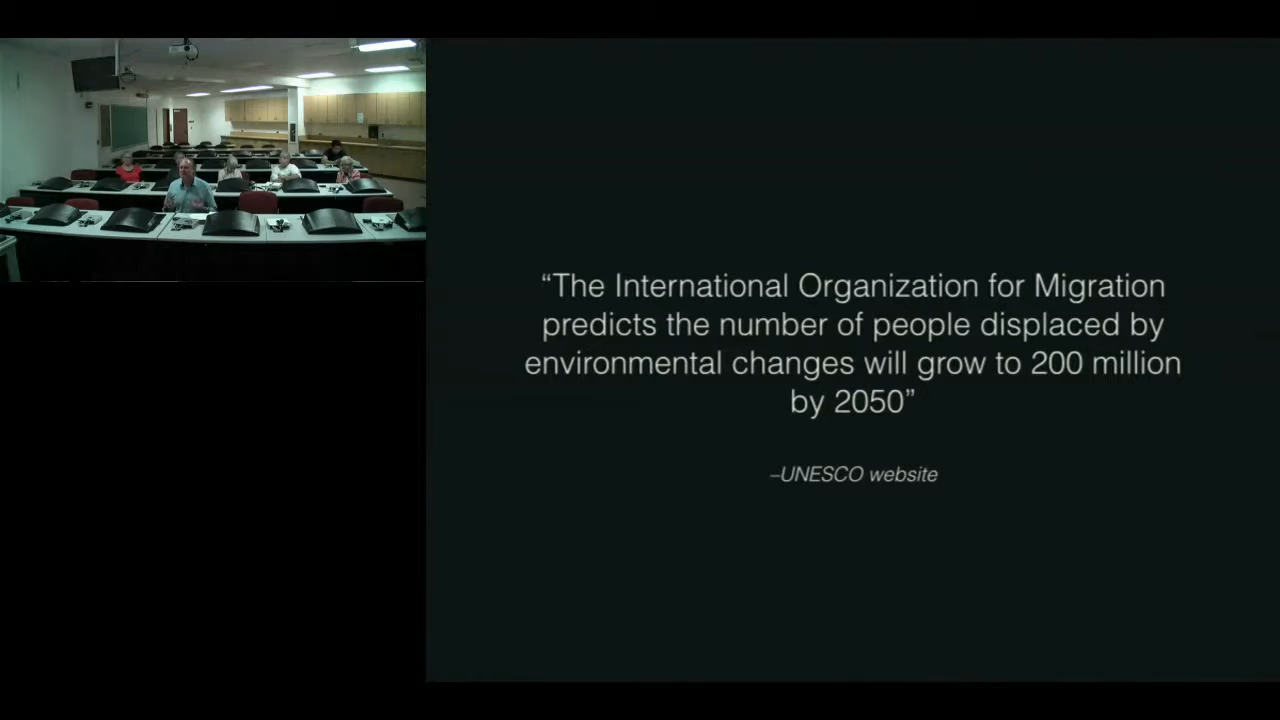 “The International Organization for Migration
predicts the number of people displaced by
environmental changes will grow to 200 million
by 2050”
–UNESCO website